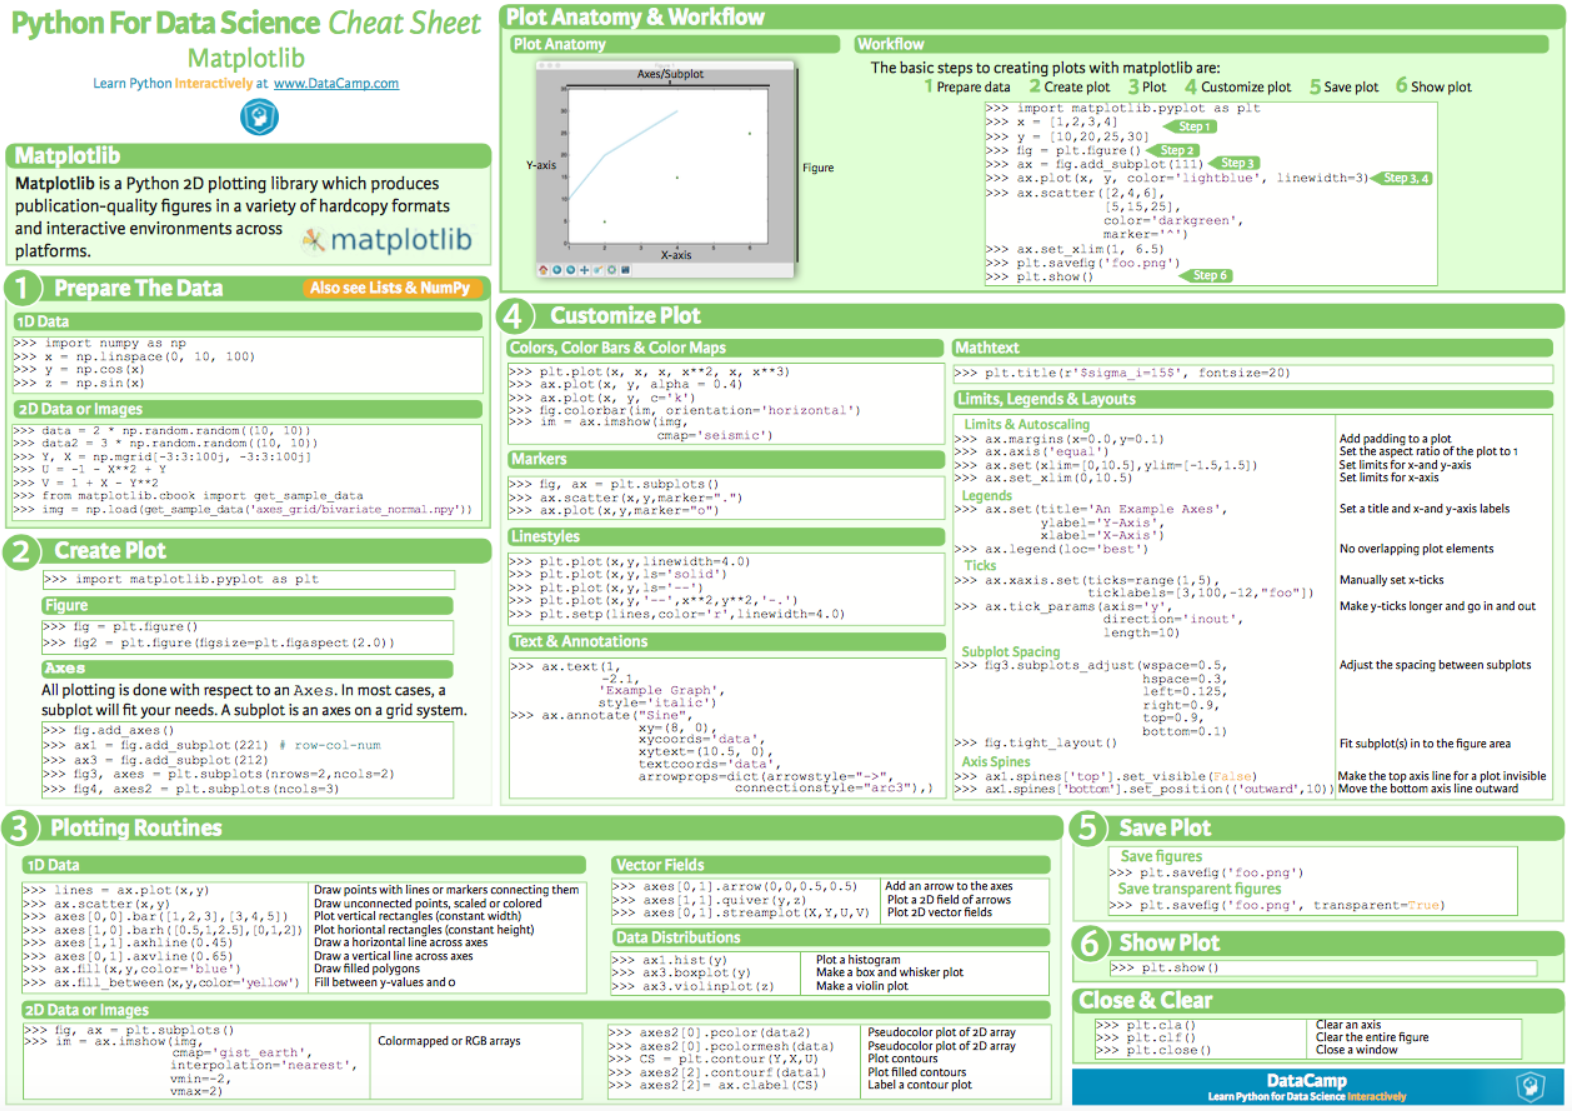 Python For Data Science Cheat Sheet
Matplotlib
Learn Python Interactively at www.DataCamp.com
Matplotlib
Matplotlib is a Python 2D plotting library which produces
publication-quality figures in a variety of hardcopy formats
and interactive environments across
platforms.
matplotlib
1 Prepare The Data
Also see Lists & NumPy
1D Data
>>> import numpy as np
>>> x = np.linspace(0, 10, 100)
>>> y = np.cos(x)
>>> z = np.sin(x)
2D Data or Images
>>> data = 2 * np.random.random((10, 10))
>>> data2 = 3 * np.random.random((10, 10))
>>> Y, X = np.mgrid[-3:3:100j, -3:3:100j]
>>> U = -1 - X**2 + Y
>>> V = 1 + X - Y**2
>>> from matplotlib.cbook import get_sample_data
>>> img = np.load(get_sample_data('axes_grid/bivariate_normal.npy'))
2 Create Plot
>>> import matplotlib.pyplot as plt
Figure
>>> fig = plt.figure()
>>> fig2 = plt.figure(figsize=plt.figaspect(2.0))
Axes
All plotting is done with respect to an Axes. In most cases, a
subplot will fit your needs. A subplot is an axes on a grid system.
>>> fig.add_axes()
>>> ax1 = fig.add_subplot(221) # row-col-num
>>> ax3 = fig.add_subplot(212)
>>> fig3, axes = plt.subplots(nrows=2,ncols=2)
>>> fig4, axes2 = plt.subplots(ncols=3)
Plot Anatomy & Workflow
Plot Anatomy
Axes/Subplot
Y-axis
Figure
X-axis
Workflow
The basic steps to creating plots with matplotlib are:
1 Prepare data 2 Create plot 3 Plot 4 Customize plot 5 Save plot 6 Show plot
>>> import matplotlib.pyplot as plt
>>> x = [1,2,3,4]
Step 1
>>> y = [10,20,25,30]
>>> fig = plt.figure() Step 2
>>> ax = fig.add_subplot(111) Step 3
>>> ax.plot(x, y, color='lightblue', linewidth=3) Step 3, 4
>>> ax.scatter([2,4,6],
[5,15,25],
color='darkgreen',
marker='^')
>>> ax.set_xlim(1, 6.5)
>>> plt.savefig('foo.png')
>>> plt.show() Step 6
4 Customize Plot
Colors, Color Bars & Color Maps
>>> plt.plot(x, x, x, x**2, x, x**3)
>>> ax.plot(x, y, alpha = 0.4)
>>> ax.plot(x, y, c='k')
>>> fig.colorbar(im, orientation='horizontal')
>>> im = ax.imshow(img,
cmap='seismic')
Markers
>>> fig, ax = plt.subplots()
>>> ax.scatter(x,y,marker=".")
>>> ax.plot(x,y,marker="o")
Linestyles
>>> plt.plot(x,y,linewidth=4.0)
>>> plt.plot(x,y,ls='solid')
>>> plt.plot(x,y,ls='--')
>>> plt.plot(x,y,'--',x**2,y**2,'-.')
>>> plt.setp(lines,color='r',linewidth=4.0)
Text & Annotations
>>> ax.text(1,
-2.1,
'Example Graph',
style='italic')
>>> ax.annotate("Sine",
xy=(8, 0),
xycoords='data',
xytext=(10.5, 0),
textcoords='data',
arrowprops=dict(arrowstyle="->",
connectionstyle="arc3"),)
Mathtext
>>> plt.title(r'$sigma_i=15$', fontsize=20)
Limits, Legends & Layouts
Limits & Autoscaling
>>> ax.margins(x=0.0,y=0.1) Add padding to a plot
>>> ax.axis('equal') Set the aspect ratio of the plot to 1
>>> ax.set(xlim=[0,10.5],ylim=[-1.5,1.5]) Set limits for x-and y-axis
>>> ax.set_xlim(0,10.5) Set limits for x-axis
Legends
>>> ax.set(title='An Example Axes', Set a title and x-and y-axis labels
ylabel='Y-Axis',
xlabel='X-Axis')
>>> ax.legend(loc='best') No overlapping plot elements
Ticks
>>> ax.xaxis.set(ticks=range(1,5), Manually set x-ticks
ticklabels=[3,100,-12,"foo"])
>>> ax.tick_params(axis='y', Make y-ticks longer and go in and out
direction='inout',
length=10)
Subplot Spacing
>>> fig3.subplots_adjust(wspace=0.5, Adjust the spacing between subplots
hspace=0.3,
left=0.125,
right=0.9,
top=0.9,
bottom=0.1)
>>> fig.tight_layout() Fit subplot(s) in to the figure area
Axis Spines
>>> ax1.spines['top'].set_visible(False) Make the top axis line for a plot invisible
>>> ax1.spines['bottom'].set_position(('outward',10)) Move the bottom axis line outward
3 Plotting Routines
1D Data
>>> lines = ax.plot(x,y) Draw points with lines or markers connecting them
>>> ax.scatter(x,y) Draw unconnected points, scaled or colored
>>> axes[0,0].bar([1,2,3],[3,4,5]) Plot vertical rectangles (constant width)
>>> axes[1,0].barh([0.5,1,2.5],[0,1,2]) Plot horiontal rectangles (constant height)
>>> axes[1,1].axhline(0.45) Draw a horizontal line across axes
>>> axes[0,1].axvline(0.65) Draw a vertical line across axes
>>> ax.fill(x,y,color='blue') Draw filled polygons
>>> ax.fill_between(x,y,color='yellow') Fill between y-values and 0
2D Data or Images
>>> fig, ax = plt.subplots()
>>> im = ax.imshow(img, Colormapped or RGB arrays
cmap='gist_earth',
interpolation='nearest',
vmin=-2,
vmax=2)
Vector Fields
>>> axes[0,1].arrow(0,0,0.5,0.5) Add an arrow to the axes
>>> axes[1,1].quiver(y,z) Plot a 2D field of arrows
>>> axes[0,1].streamplot(X,Y,U,V) Plot 2D vector fields
Data Distributions
>>> ax1.hist(y) Plot a histogram
>>> ax3.boxplot(y) Make a box and whisker plot
>>> ax3.violinplot(z) Make a violin plot
>>> axes2[0].pcolor(data2) Pseudocolor plot of 2D array
>>> axes2[0].pcolormesh(data) Pseudocolor plot of 2D array
>>> CS = plt.contour(Y,X,U) Plot contours
>>> axes2[2].contourf(data1) Plot filled contours
>>> axes2[2]= ax.clabel(CS) Label a contour plot
5 Save Plot
Save figures
>>> plt.savefig('foo.png')
Save transparent figures
>>> plt.savefig('foo.png', transparent=True)
6 Show Plot
>>> plt.show()
Close & Clear
>>> plt.cla() Clear an axis
>>> plt.clf() Clear the entire figure
>>> plt.close() Close a window
DataCamp
Learn Python for Data Science Interactively